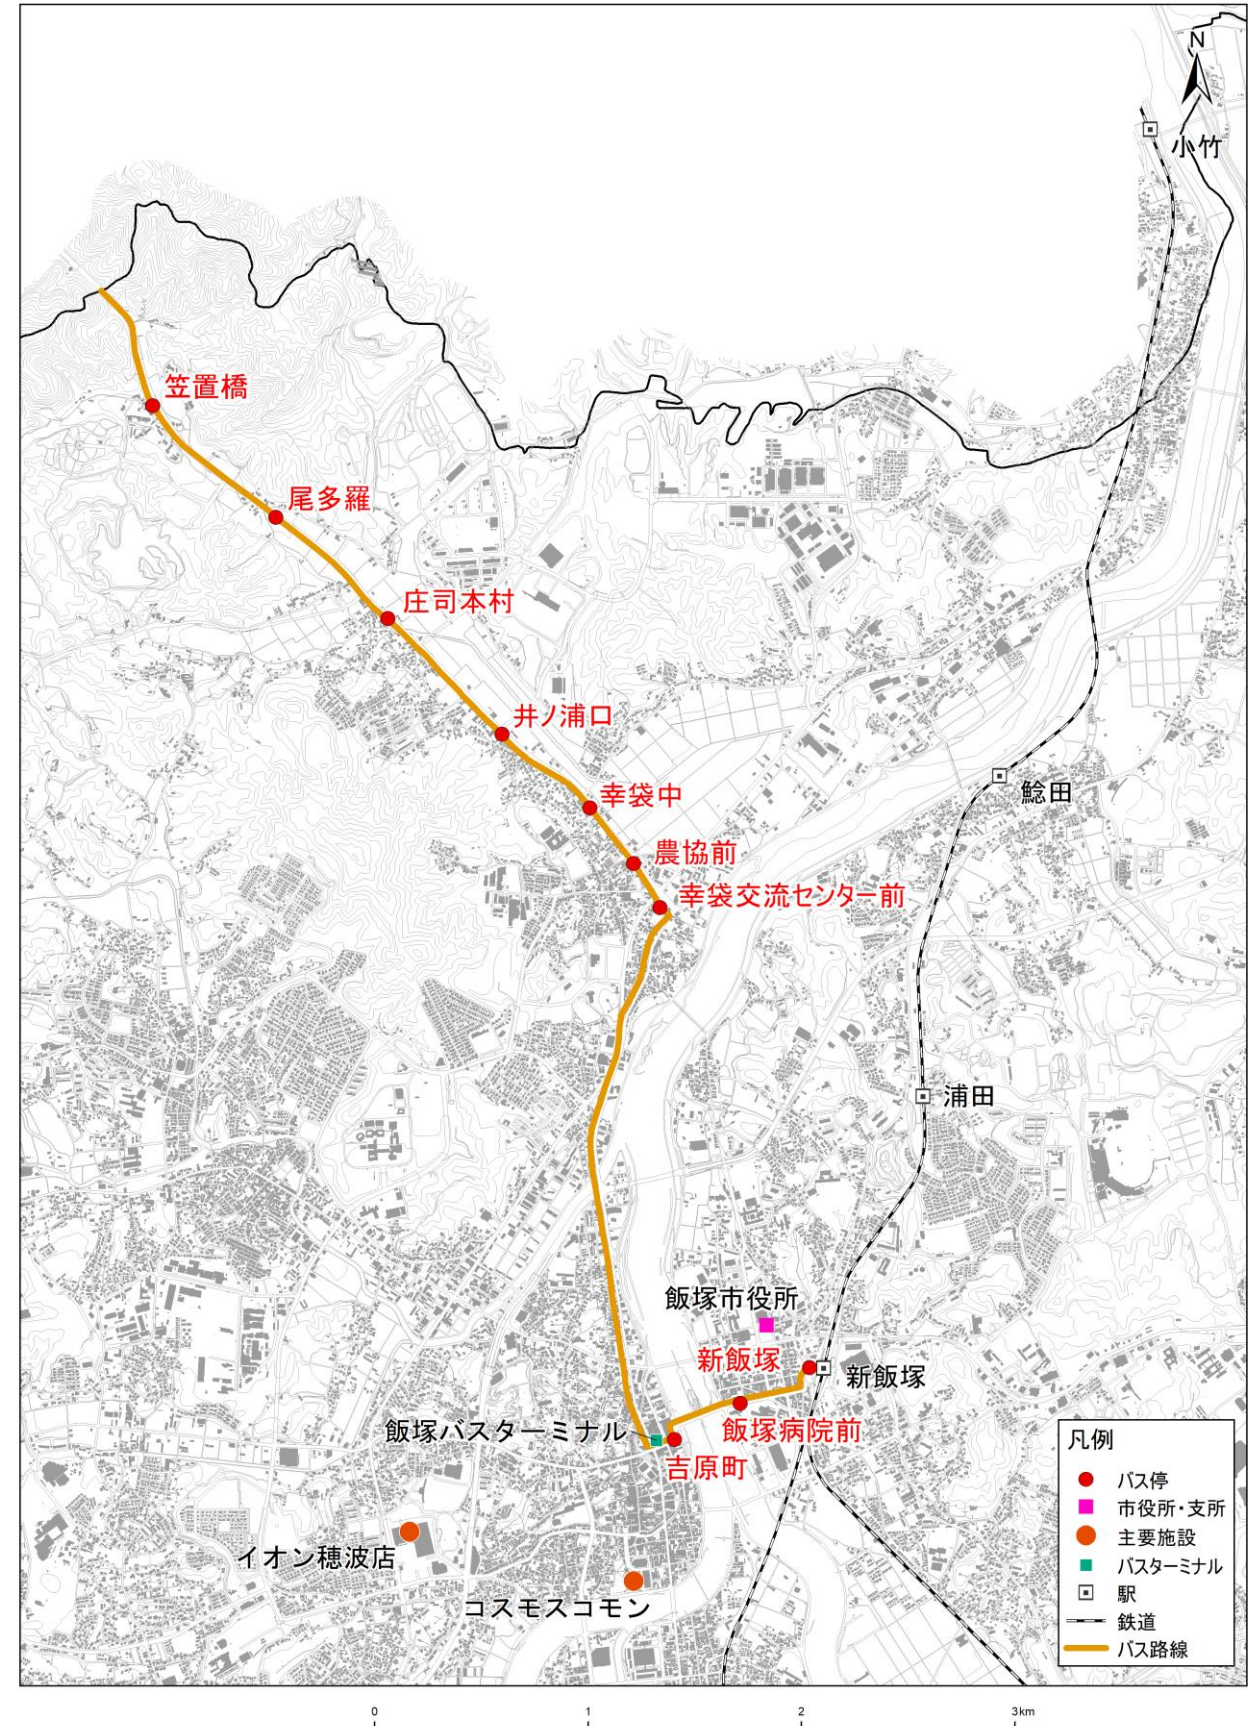 N
小竹
笠置橋
尾多羅
庄司本村
井ノ浦口
幸袋中
鯰田
農協前
幸袋交流センター前
浦田
飯塚市役所
新飯塚
新飯塚
飯塚病院前
飯塚バスターミナル
吉原町
イオン穂波店
コスモスコモン
凡例
バス停
市役所・支所
主要施設
バスターミナル
駅
鉄道
バス路線
0 1 2 3km